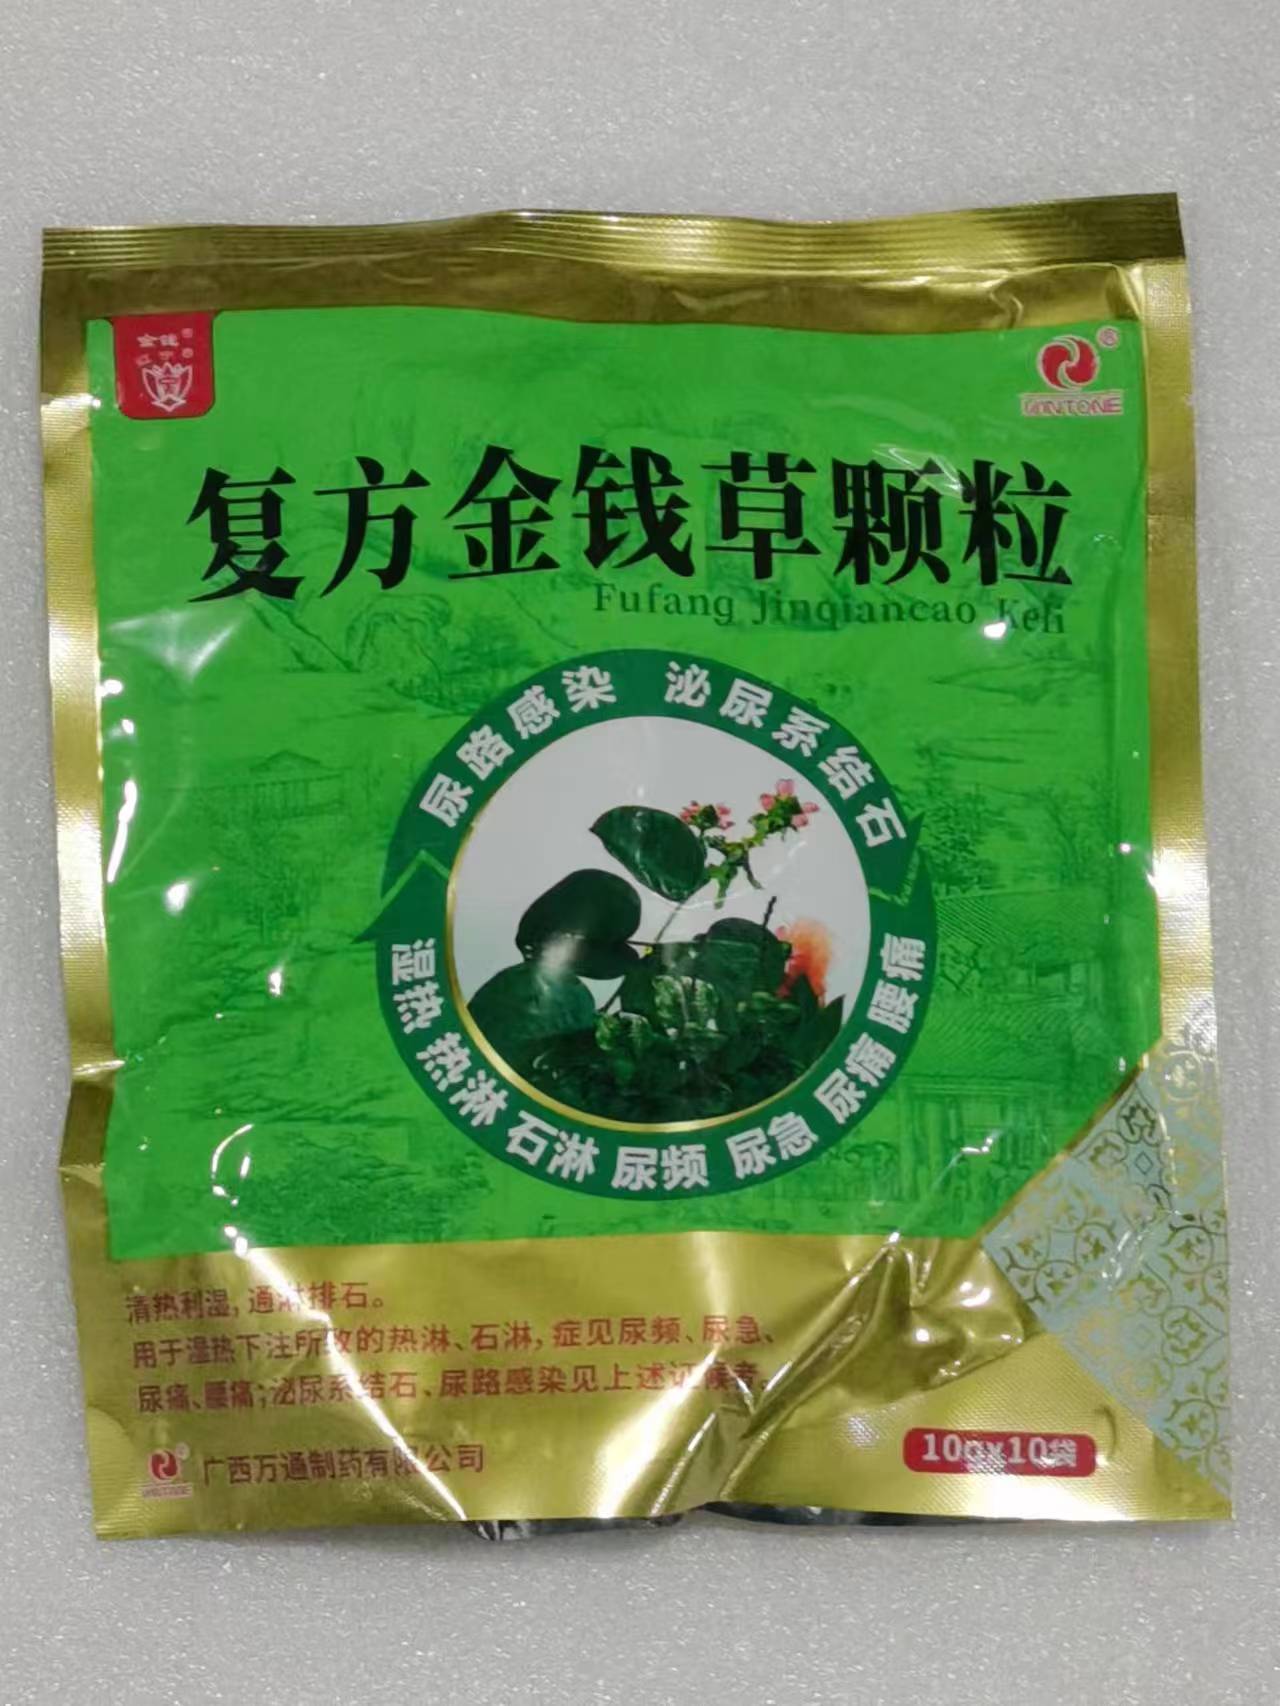 金钱
WANTONE
复方金钱草颗粒
Fufang Jinqiancao Keli
尿路感染 泌尿系结石
湿热 热淋 石淋 尿频 尿急 尿痛 腰痛
清热利湿,通淋排石。
用于湿热下注所致的热淋、石淋,症见尿频、尿急、
尿痛、腰痛;泌尿系结石、尿路感染见上述证候者。
WANTONE
广西万通制药有限公司
10g×10袋